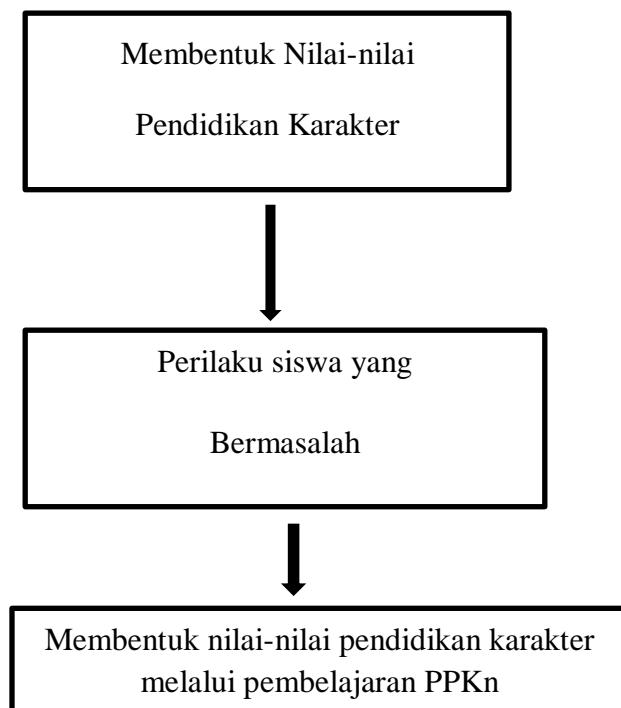 Membentuk Nilai-nilai
Pendidikan Karakter
Perilaku siswa yang
Bermasalah
Membentuk nilai-nilai pendidikan karakter
melalui pembelajaran PPKn